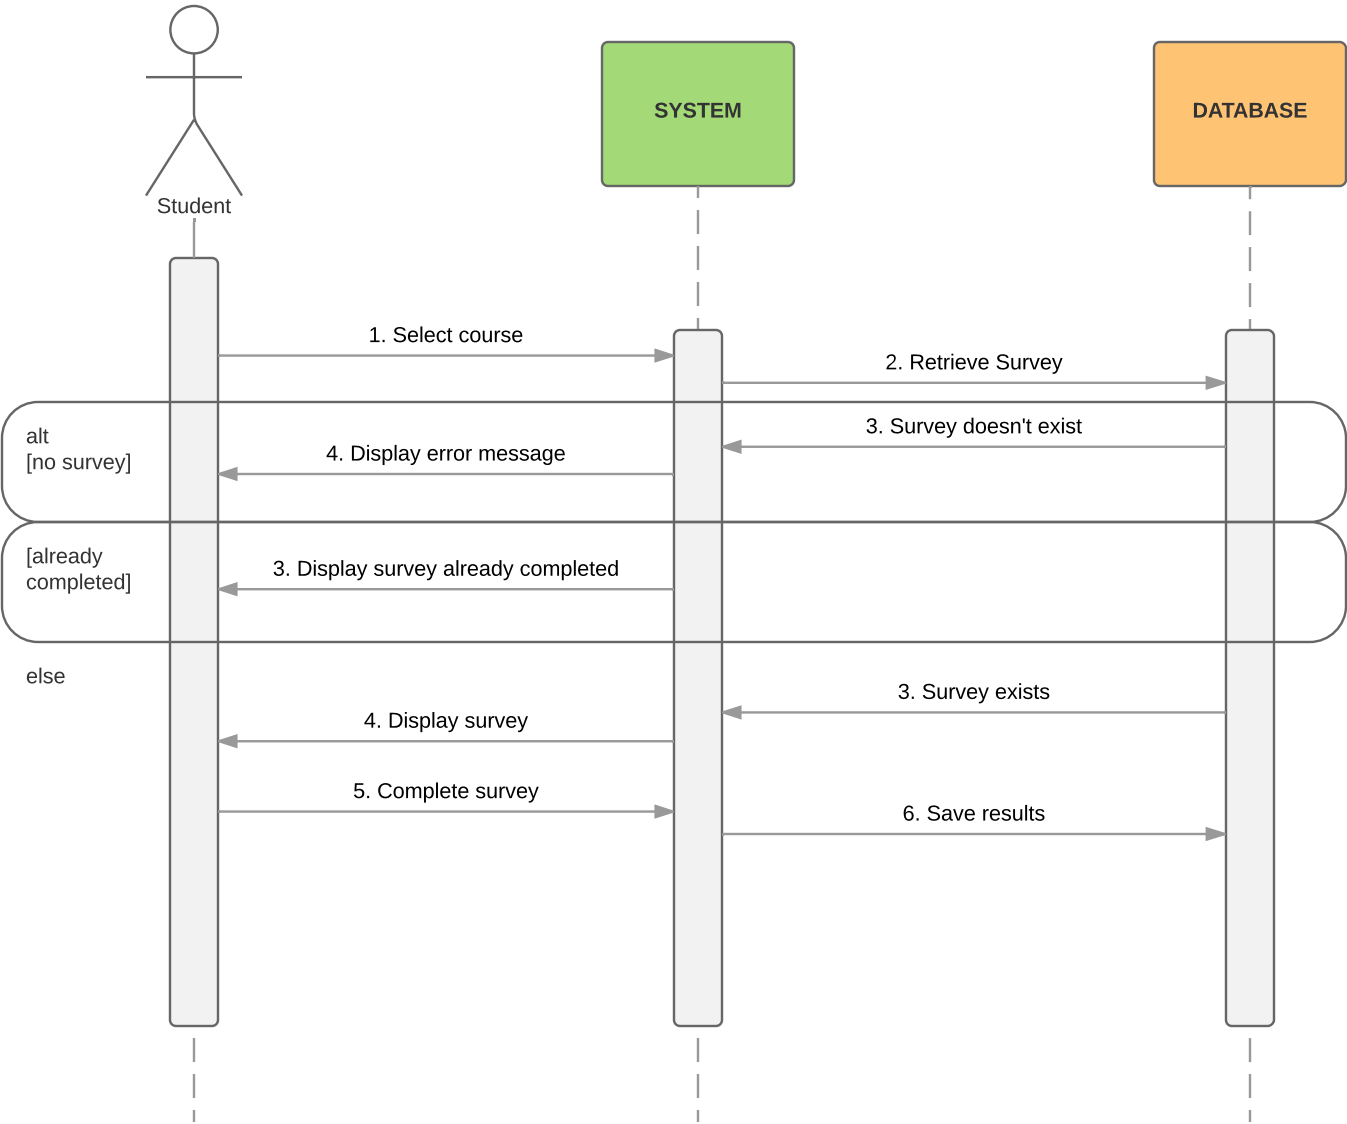 SYSTEM
DATABASE
Student
1. Select course
2. Retrieve Survey
alt
[no survey]
3. Survey doesn't exist
4. Display error message
[already
completed]
3. Display survey already completed
else
3. Survey exists
4. Display survey
5. Complete survey
6. Save results